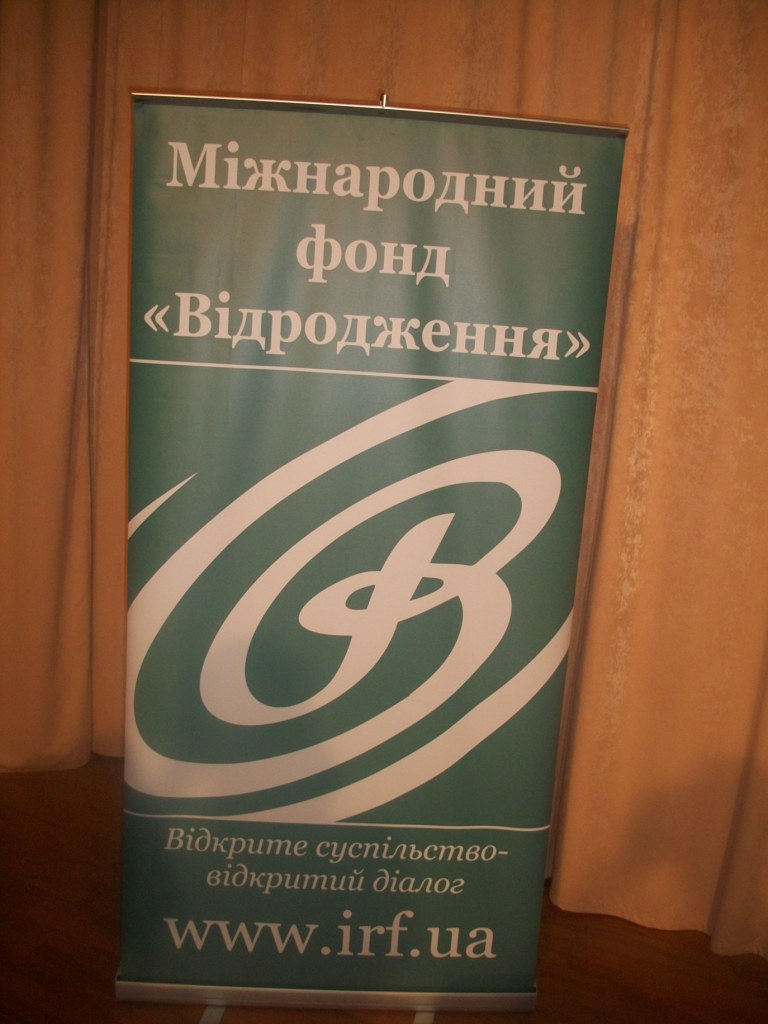 Міжнародний
фонд
«Відродження»
Відкрите суспільство-
відкритий діалог
www.irf.ua